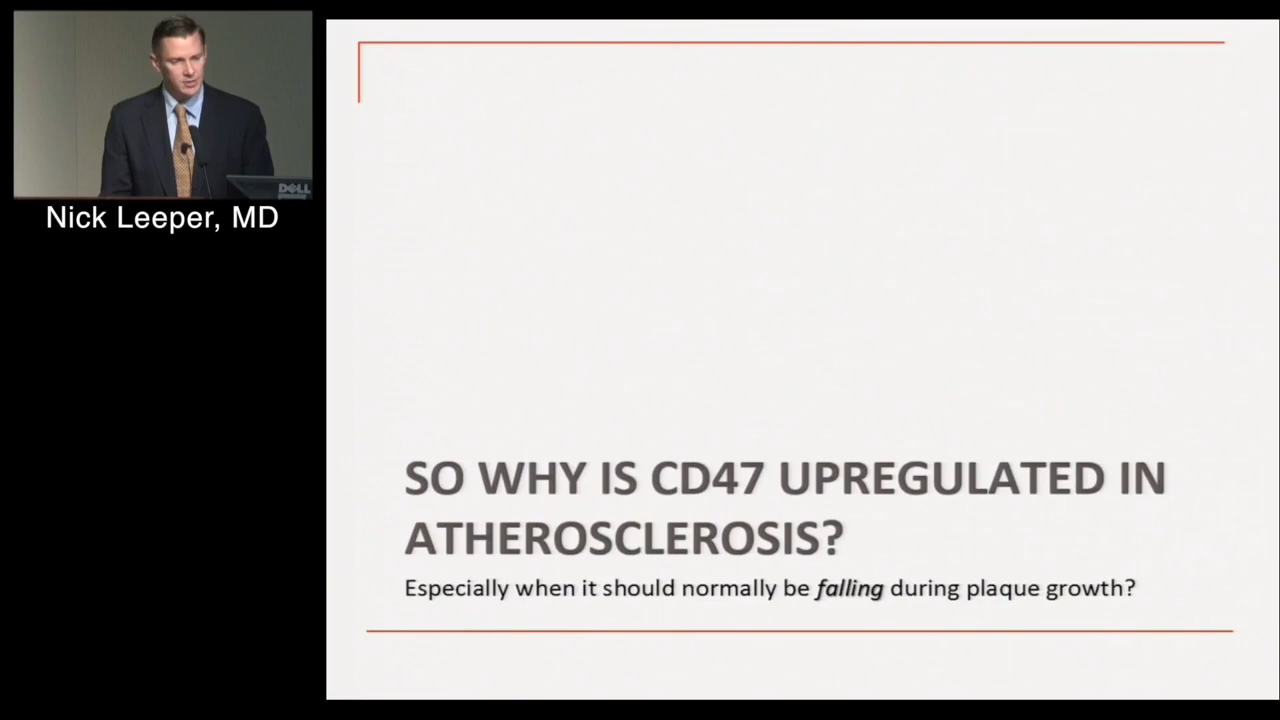 DELL
Nick Leeper, MD
SO WHY IS CD47 UPREGULATED IN
ATHEROSCLEROSIS?
Especially when it should normally be falling during plaque growth?